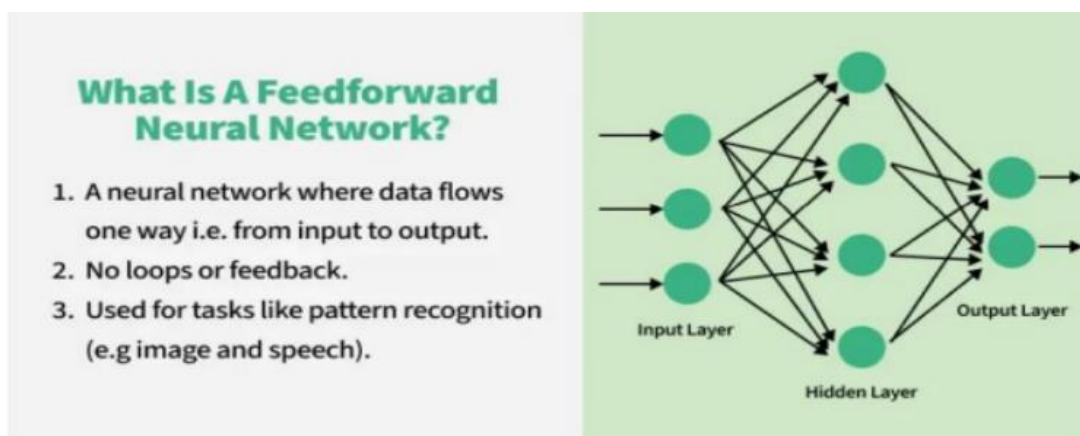 What Is A Feedforward
Neural Network?
1. A neural network where data flows
one way i.e. from input to output.
2. No loops or feedback.
3. Used for tasks like pattern recognition
(e.g image and speech).
Input Layer
Hidden Layer
Output Layer